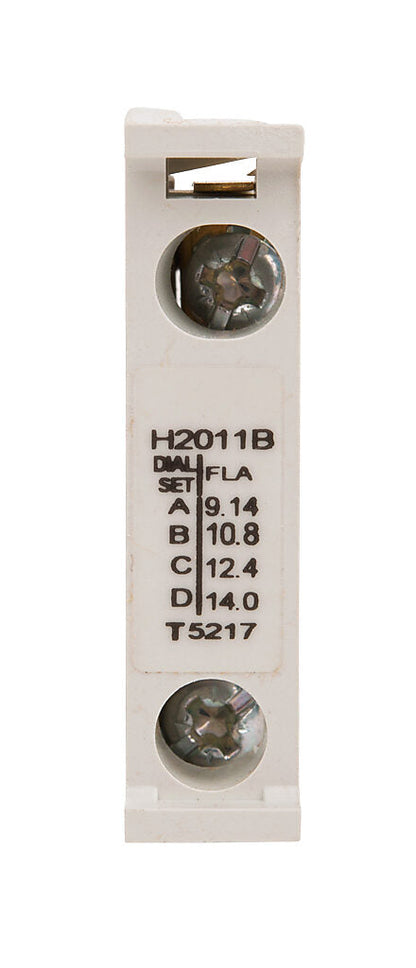 H2011B
DIAL SET FLA
A 9.14
B 10.8
C 12.4
D 14.0
T5217